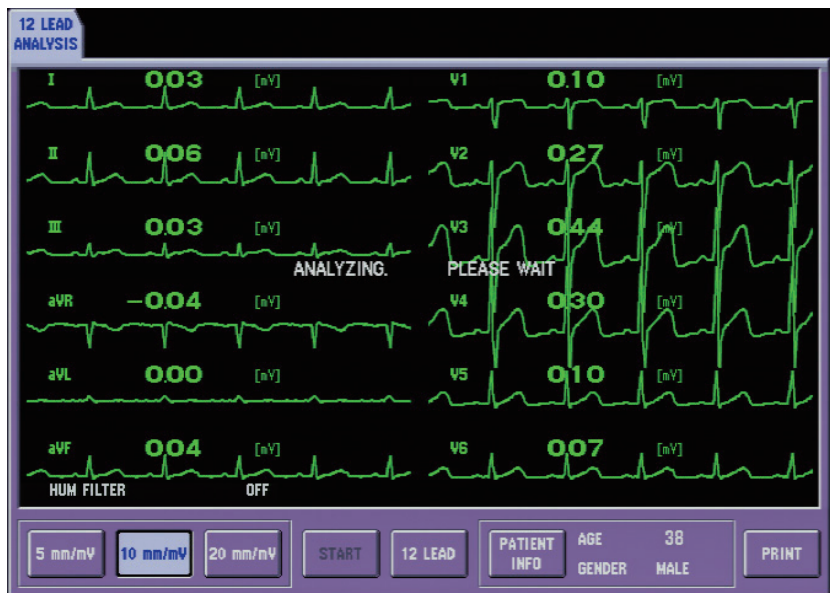 12 LEAD
ANALYSIS
I 0.03 [mV] V1 0.10 [mV]
II 0.06 [mV] V2 0.27 [mV]
III 0.03 [mV] V3 0.44 [mV]
ANALYZING. PLEASE WAIT
aVR −0.04 [mV] V4 0.30 [mV]
aVL 0.00 [mV] V5 0.10 [mV]
aVF 0.04 [mV] V6 0.07 [mV]
HUM FILTER OFF
5 mm/mV 10 mm/mV 20 mm/mV START 12 LEAD PATIENT INFO AGE 38 GENDER MALE PRINT